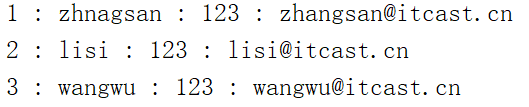 1 : zhnagsan : 123 : zhangsan@itcast.cn
2 : lisi : 123 : lisi@itcast.cn
3 : wangwu : 123 : wangwu@itcast.cn